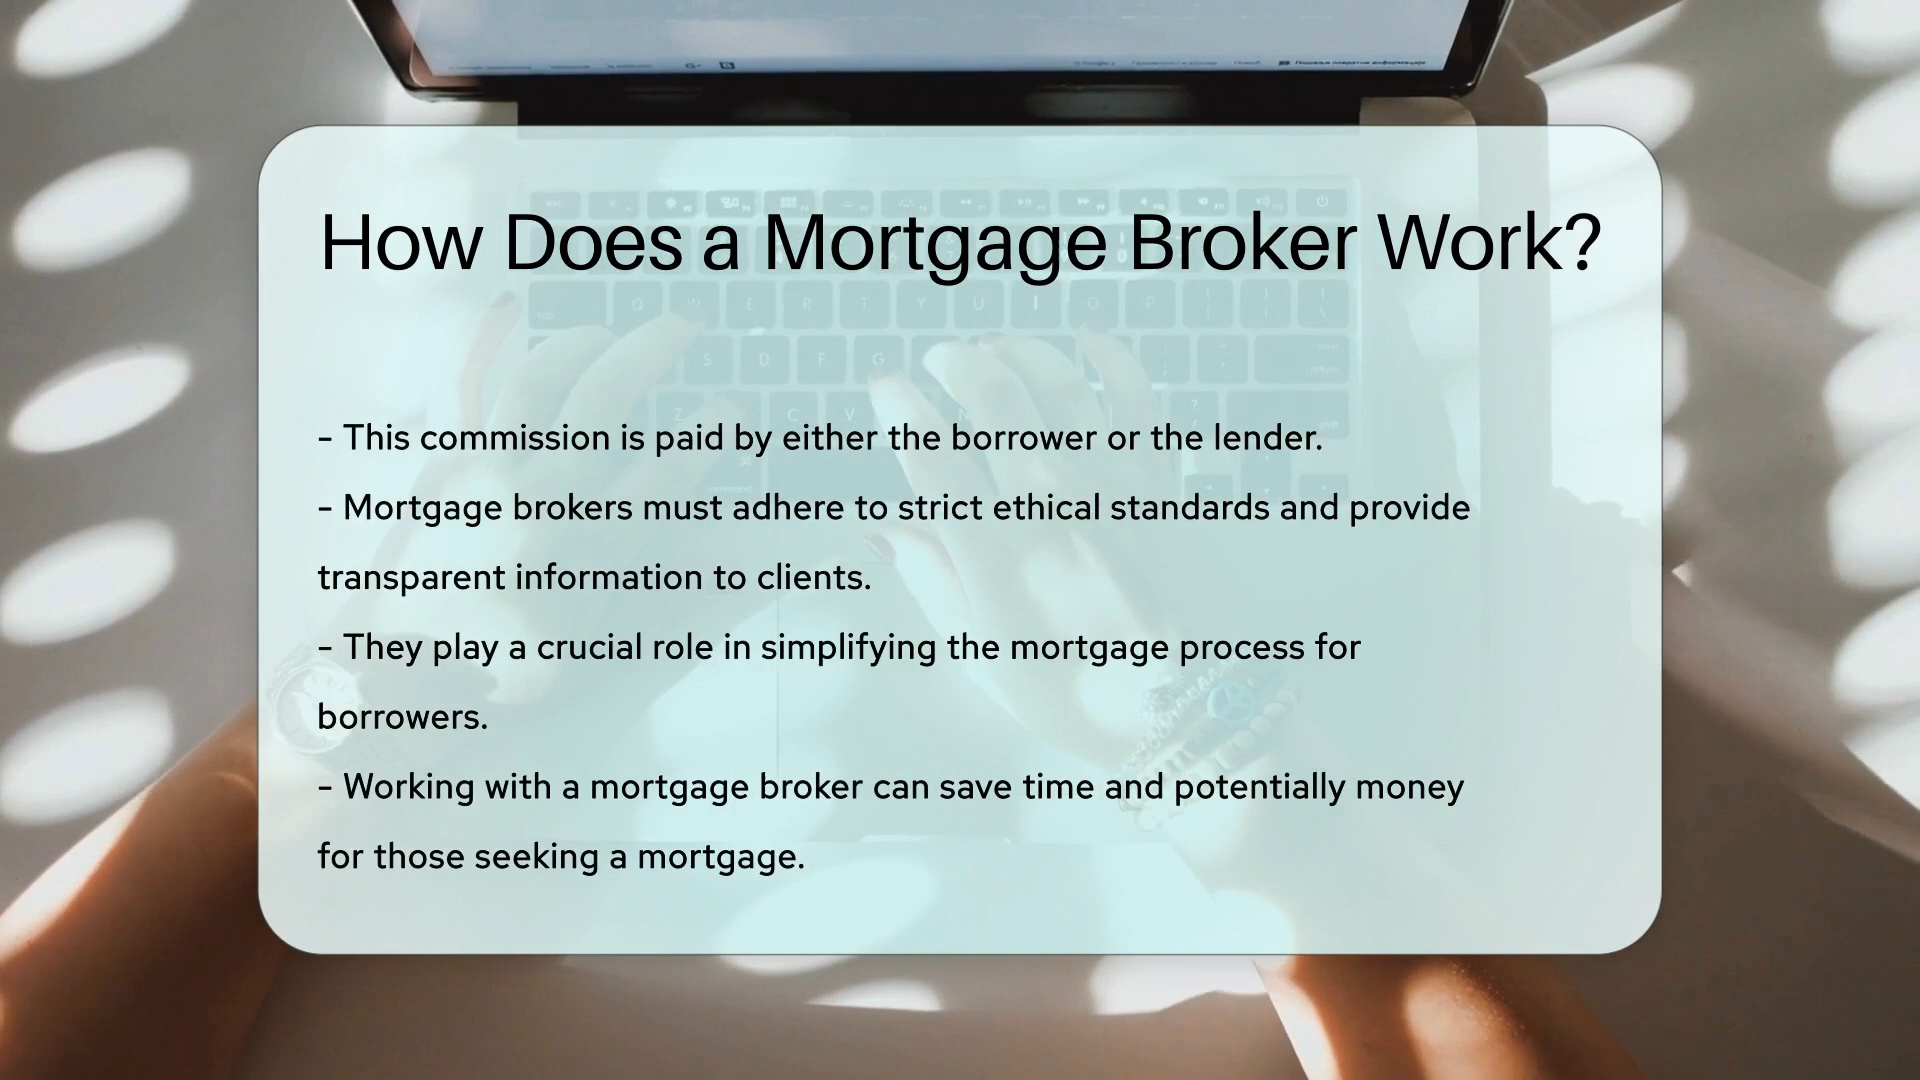 How Does a Mortgage Broker Work?
- This commission is paid by either the borrower or the lender.
- Mortgage brokers must adhere to strict ethical standards and provide
transparent information to clients.
- They play a crucial role in simplifying the mortgage process for
borrowers.
- Working with a mortgage broker can save time and potentially money
for those seeking a mortgage.